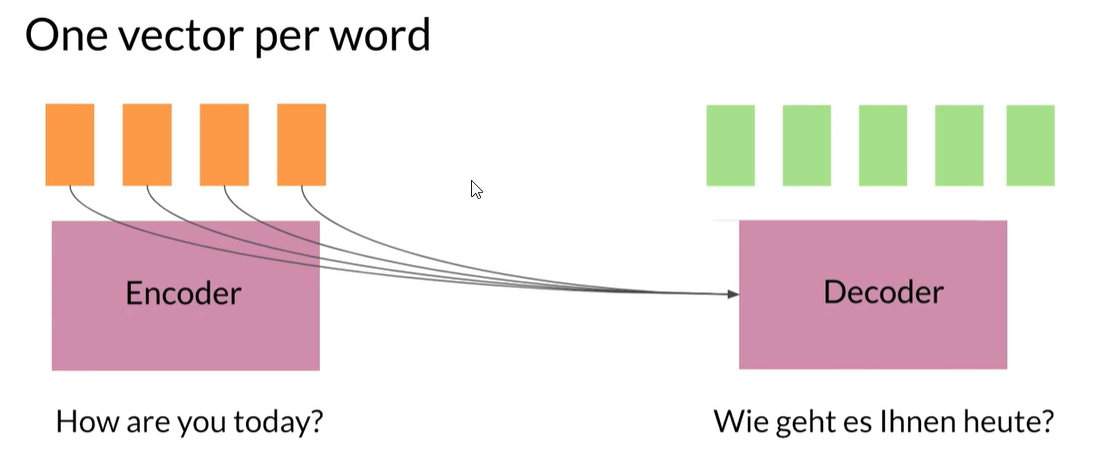 One vector per word
Encoder
Decoder
How are you today?
Wie geht es Ihnen heute?